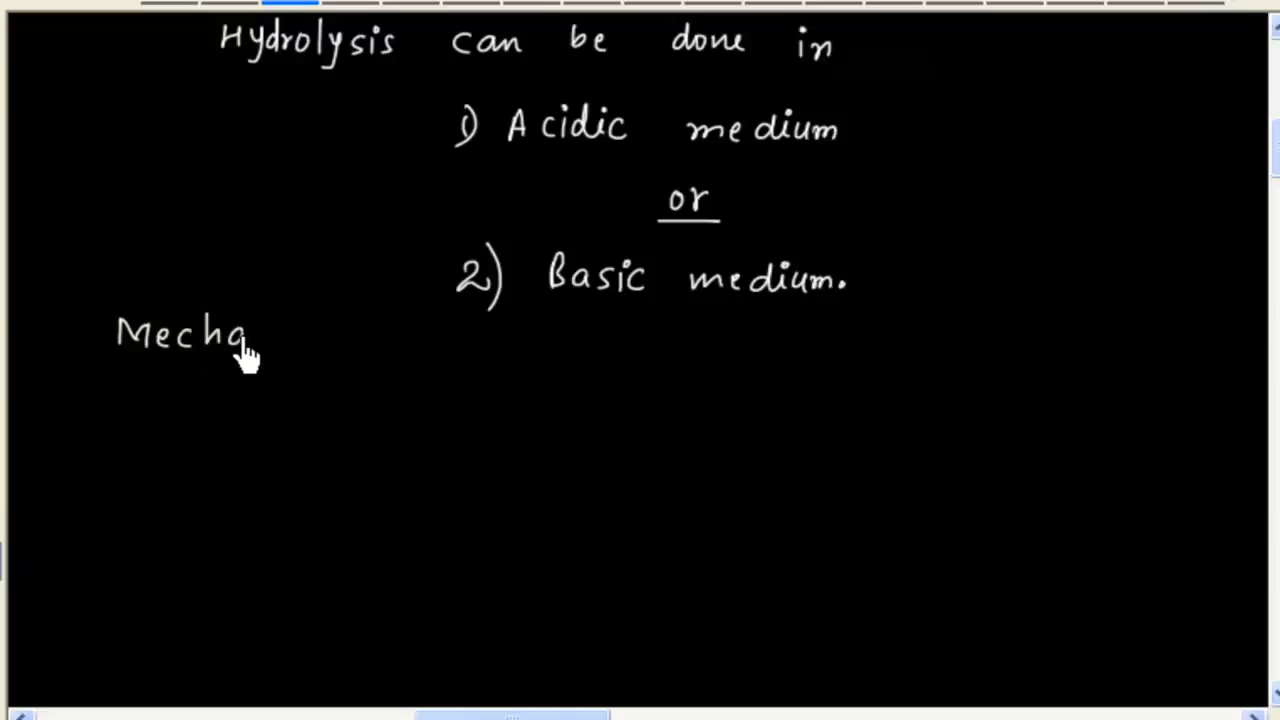 Hydrolysis can be done in
1) Acidic medium
or
2) Basic medium.
Mecha